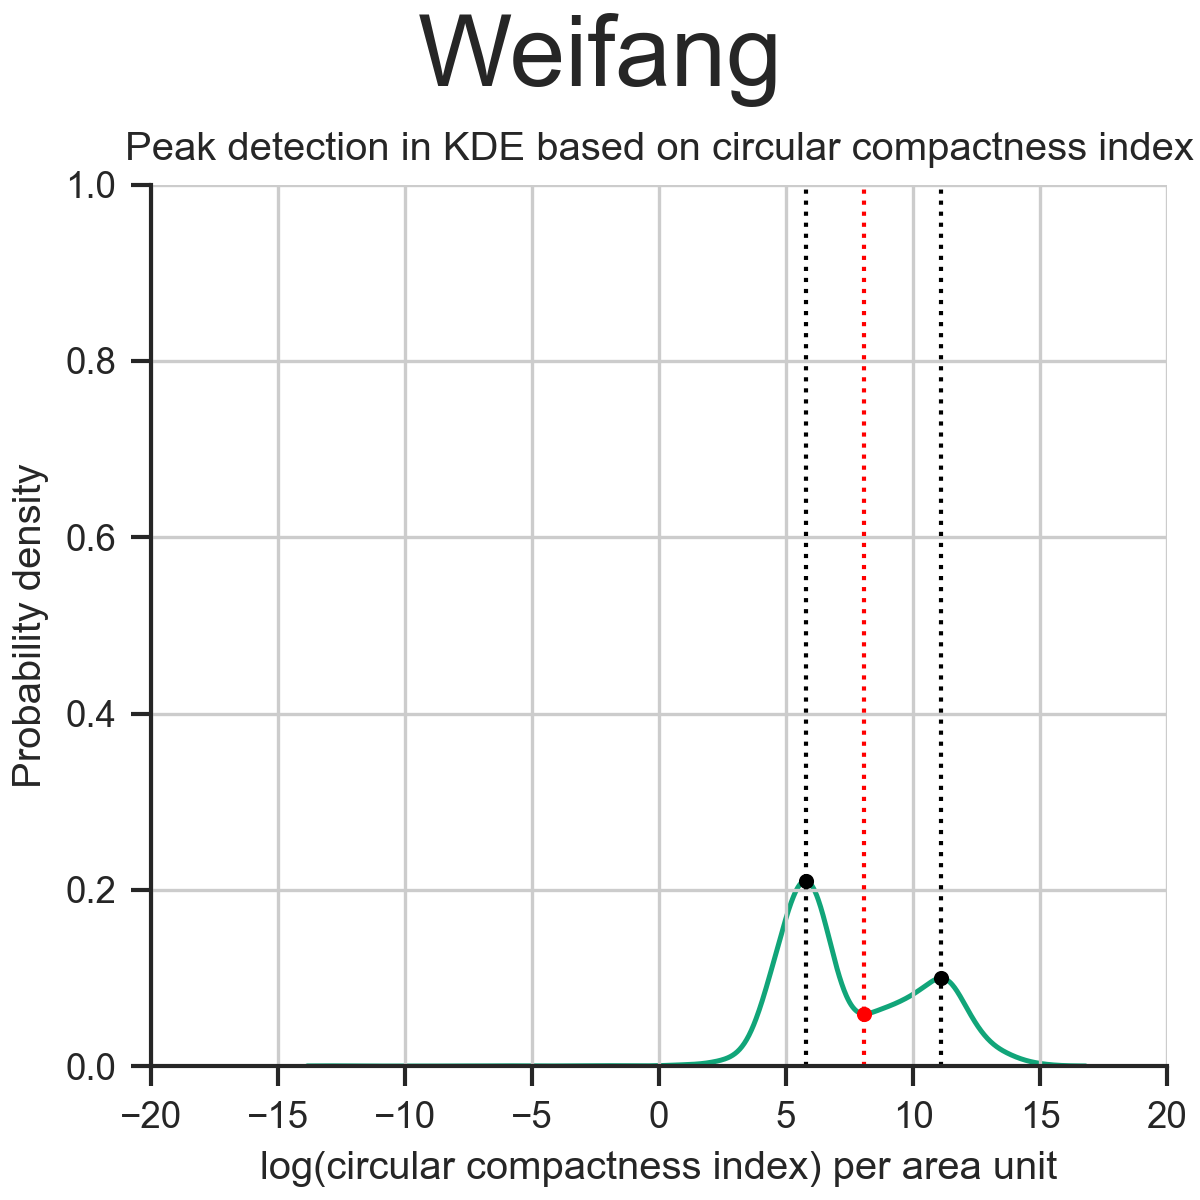 Weifang
Peak detection in KDE based on circular compactness index
1.0
0.8
0.6
0.4
0.2
0.0
Probability density
−20 −15 −10 −5 0 5 10 15 20
log(circular compactness index) per area unit